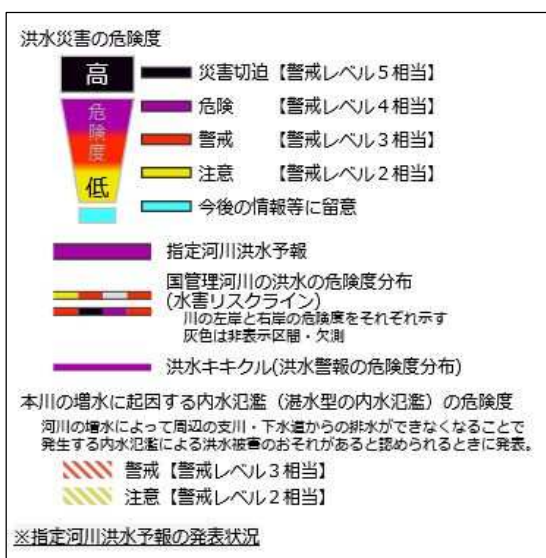 洪水災害の危険度
高
災害切迫【警戒レベル5相当】
危険度
危険 【警戒レベル4相当】
警戒 【警戒レベル3相当】
低
注意 【警戒レベル2相当】
今後の情報等に留意
指定河川洪水予報
国管理河川の洪水の危険度分布
(水害リスクライン)
川の左岸と右岸の危険度をそれぞれ示す
灰色は非表示区間・欠測
洪水キキクル(洪水警報の危険度分布)
本川の増水に起因する内水氾濫(湛水型の内水氾濫)の危険度
河川の増水によって周辺の支川・下水道からの排水ができなくなることで
発生する内水氾濫による洪水被害のおそれがあると認められるときに発表。
警戒【警戒レベル3相当】
注意【警戒レベル2相当】
※指定河川洪水予報の発表状況